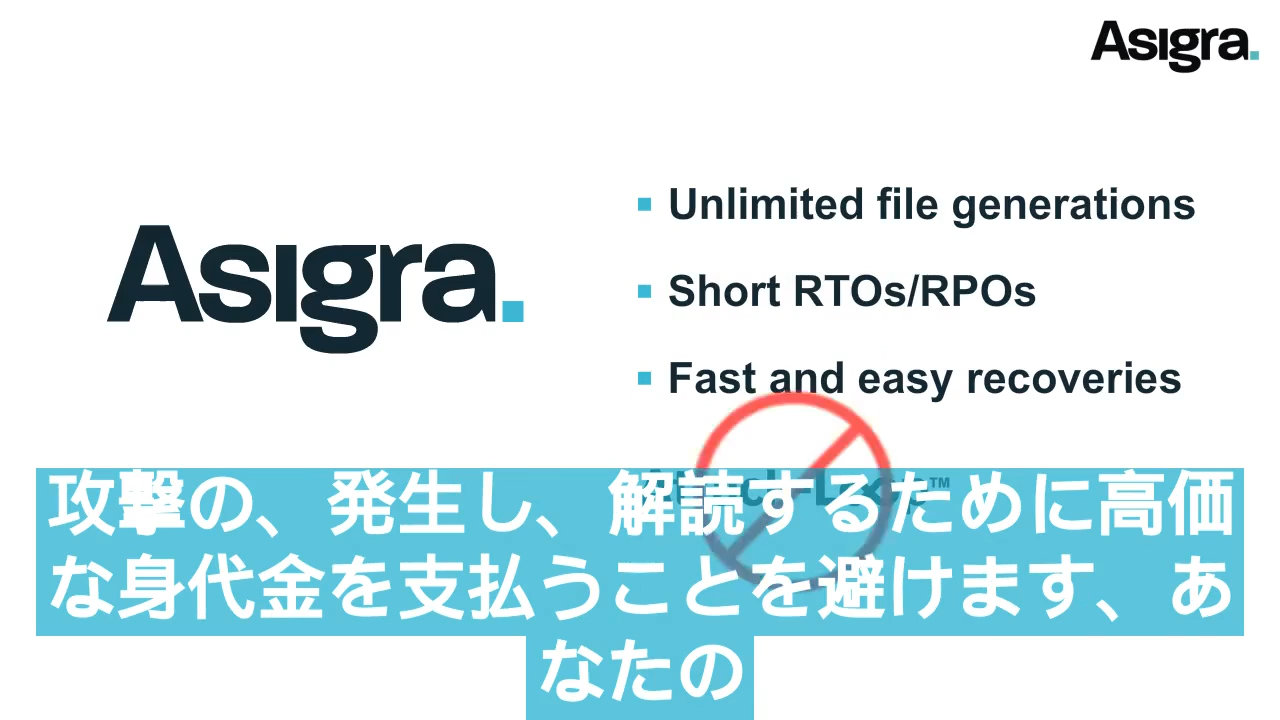 Asigra.
Asigra.
Unlimited file generations
Short RTOs/RPOs
Fast and easy recoveries
攻撃の、発生し、解読するために高価
な身代金を支払うことを避けます、あ
なたの